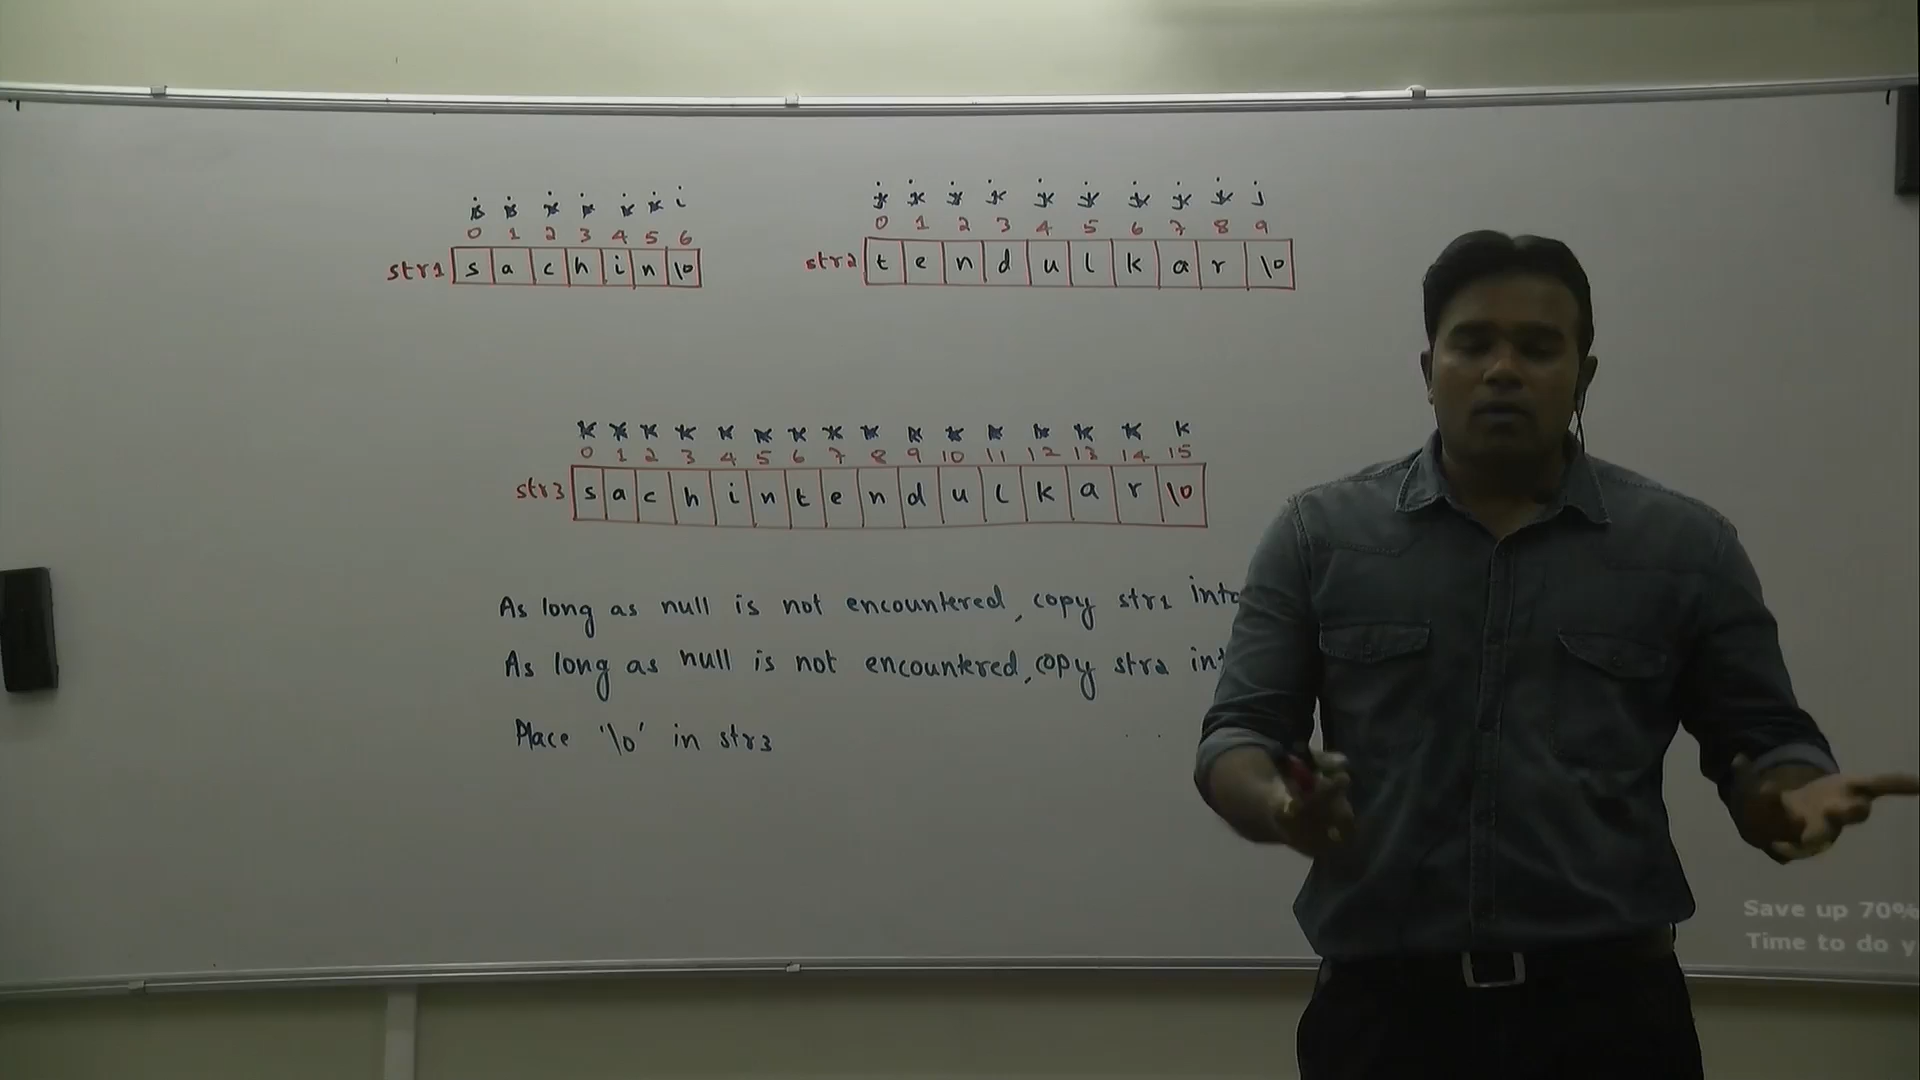 i i i i i i i
0 1 2 3 4 5 6
str1 s a c h i n \0
j j j j j j j j j j
0 1 2 3 4 5 6 7 8 9
str2 t e n d u l k a r \0
k k k k k k k k k k k k k k k k
0 1 2 3 4 5 6 7 8 9 10 11 12 13 14 15
str3 s a c h i n t e n d u l k a r \0
As long as null is not encountered, copy str1 into
As long as null is not encountered, copy str2 int
Place '\0' in str3
Save up 70%
Time to do y